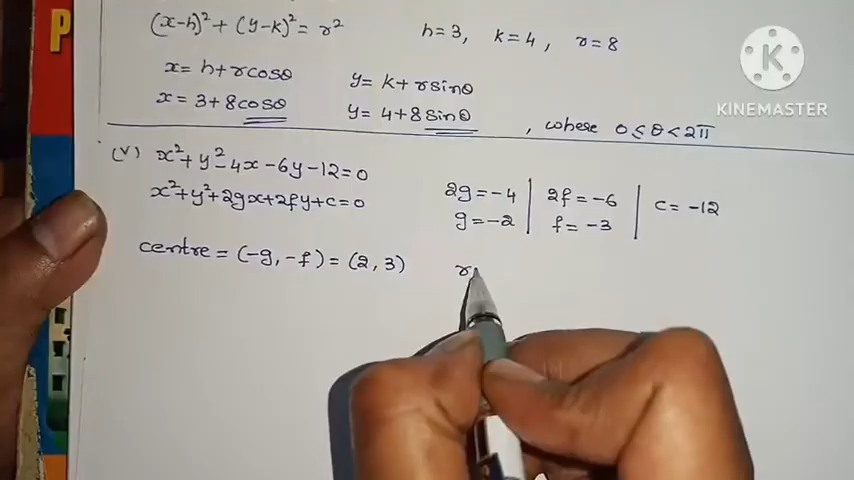 (x-h)² + (y-k)² = r² h=3, k=4, r=8
x = h+rcosθ y = k+rsinθ
x = 3+8cosθ y = 4+8sinθ , where 0≤θ<2π
(v) x²+y²-4x-6y-12=0
x²+y²+2gx+2fy+c=0
2g=-4 | 2f=-6 | c=-12
g=-2 | f=-3
centre = (-g,-f) = (2,3) r
K
KINEMASTER
P